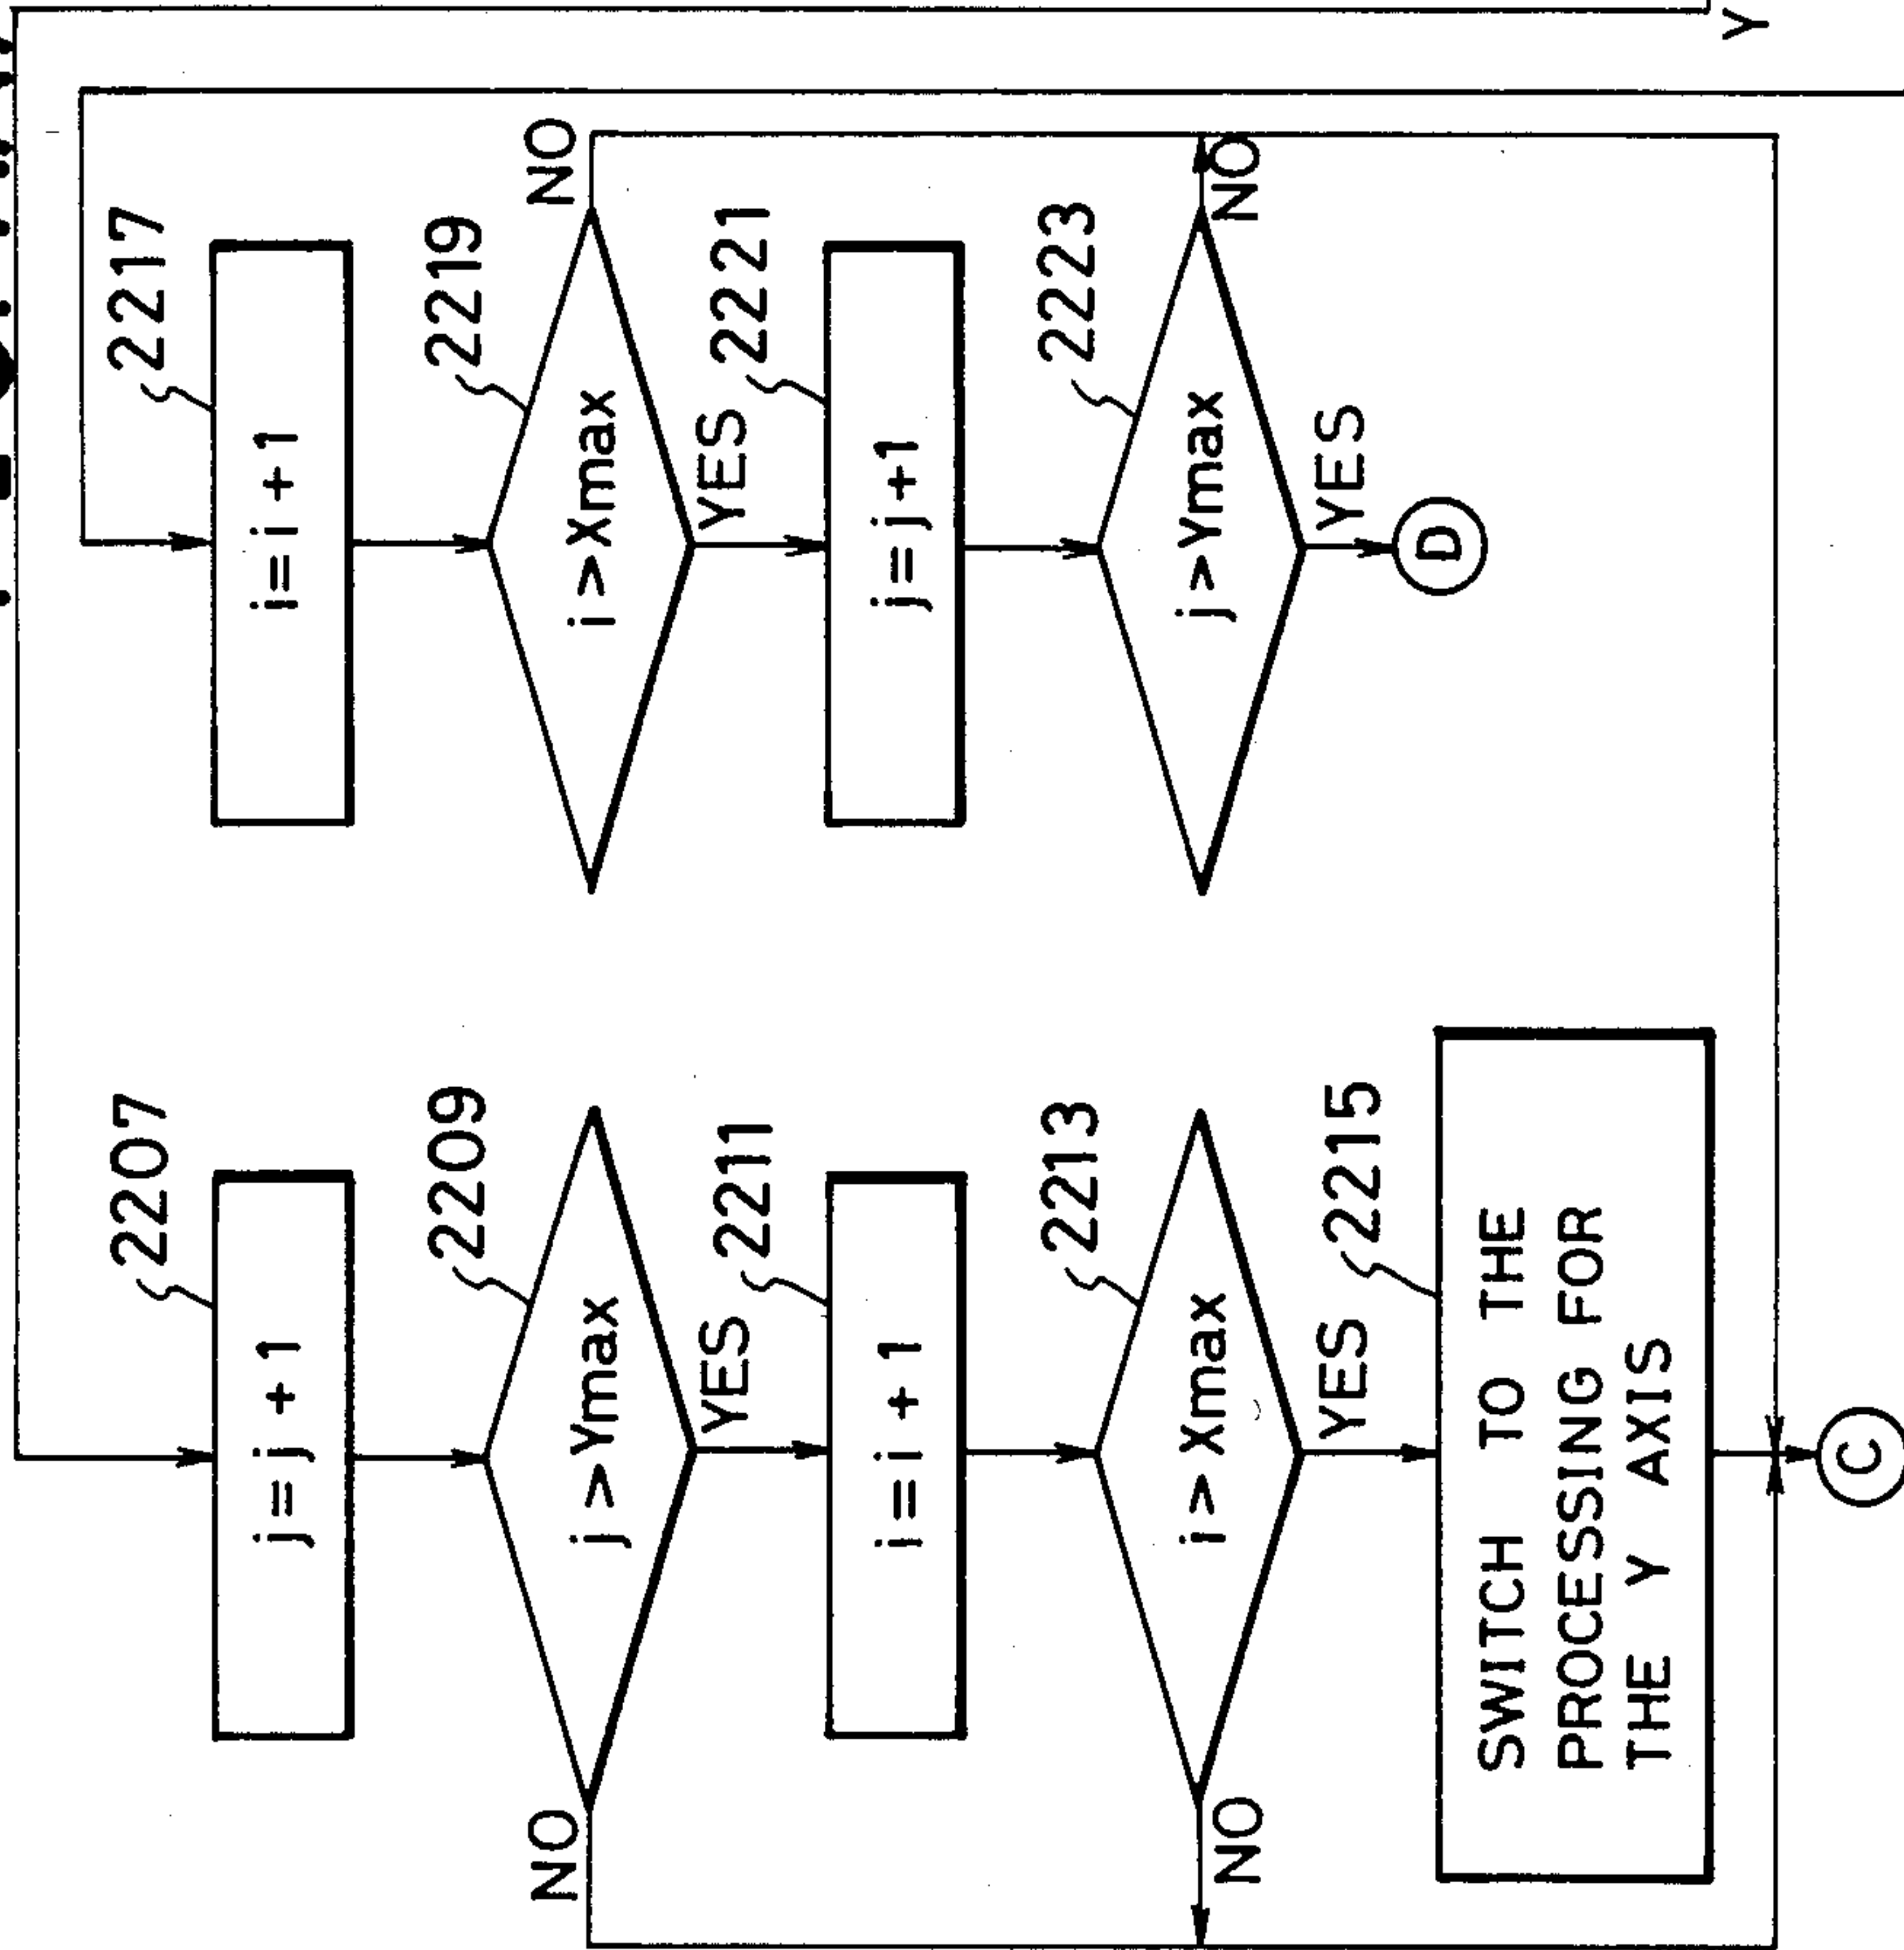 2207
j = j + 1
2209
j > Ymax
NO
YES
2211
i = i + 1
2213
i > Xmax
NO
YES
2215
SWITCH TO THE
PROCESSING FOR
THE Y AXIS
C
2217
i = i + 1
2219
i > Xmax
NO
YES
2221
j = j + 1
2223
j > Ymax
NO
YES
D
Y